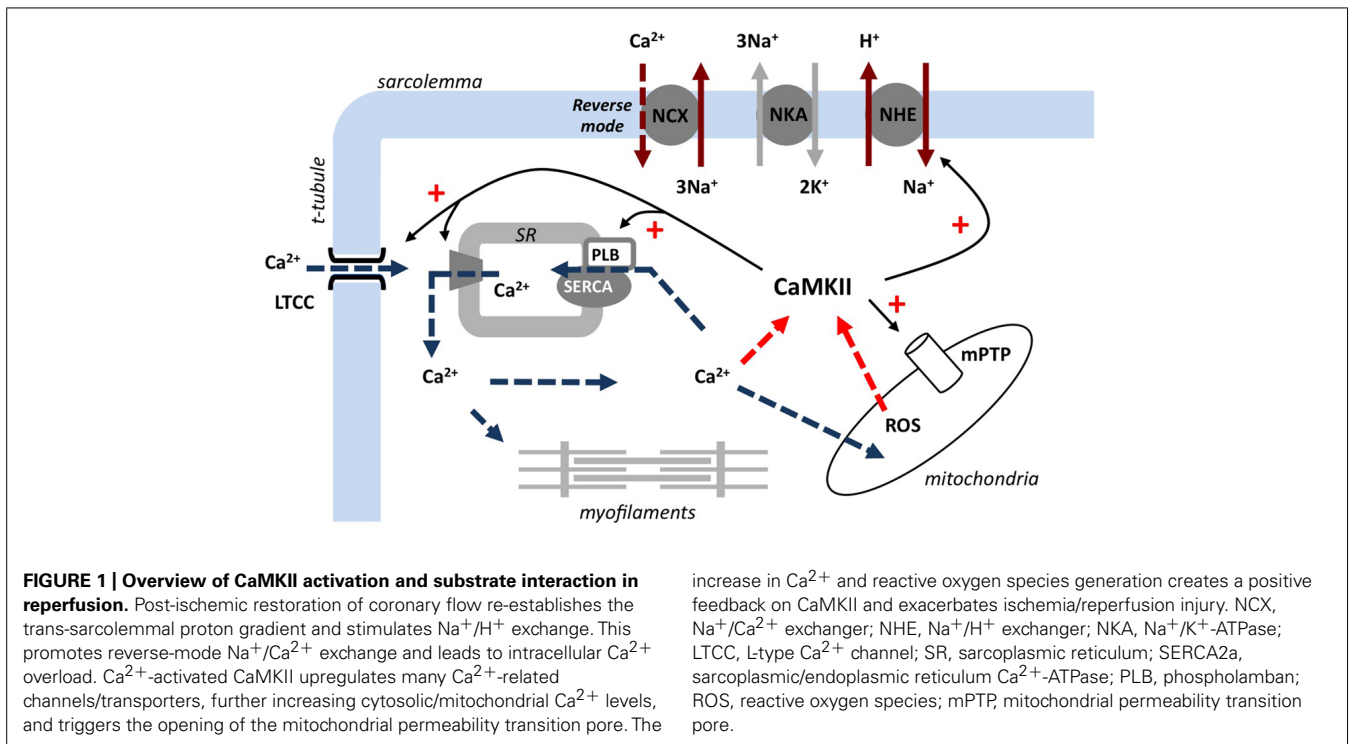 Ca²⁺
3Na⁺
H⁺
sarcolemma
Reverse
mode
NCX
NKA
NHE
3Na⁺
2K⁺
Na⁺
t-tubule
+
+
+
+
SR
PLB
SERCA
Ca²⁺
Ca²⁺
LTCC
CaMKII
mPTP
Ca²⁺
Ca²⁺
ROS
mitochondria
myofilaments
FIGURE 1 | Overview of CaMKII activation and substrate interaction in
reperfusion. Post-ischemic restoration of coronary flow re-establishes the
trans-sarcolemmal proton gradient and stimulates Na⁺/H⁺ exchange. This
promotes reverse-mode Na⁺/Ca²⁺ exchange and leads to intracellular Ca²⁺
overload. Ca²⁺-activated CaMKII upregulates many Ca²⁺-related
channels/transporters, further increasing cytosolic/mitochondrial Ca²⁺ levels,
and triggers the opening of the mitochondrial permeability transition pore. The
increase in Ca²⁺ and reactive oxygen species generation creates a positive
feedback on CaMKII and exacerbates ischemia/reperfusion injury. NCX,
Na⁺/Ca²⁺ exchanger; NHE, Na⁺/H⁺ exchanger; NKA, Na⁺/K⁺-ATPase;
LTCC, L-type Ca²⁺ channel; SR, sarcoplasmic reticulum; SERCA2a,
sarcoplasmic/endoplasmic reticulum Ca²⁺-ATPase; PLB, phospholamban;
ROS, reactive oxygen species; mPTP, mitochondrial permeability transition
pore.